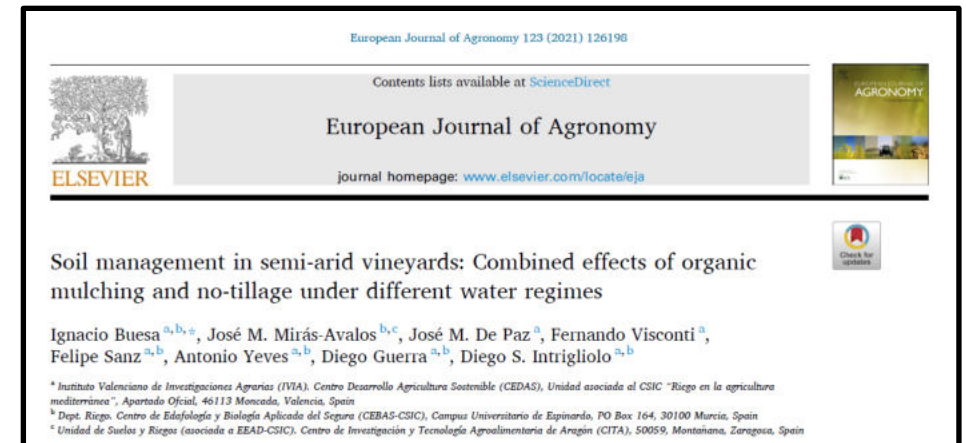 European Journal of Agronomy 123 (2021) 126198
Contents lists available at ScienceDirect
European Journal of Agronomy
journal homepage: www.elsevier.com/locate/eja
ELSEVIER
AGRONOMY
Check for
updates
Soil management in semi-arid vineyards: Combined effects of organic
mulching and no-tillage under different water regimes
Ignacio Buesa a,b,*, José M. Mirás-Avalos b,c, José M. De Paz a, Fernando Visconti a,
Felipe Sanz a,b, Antonio Yeves a,b, Diego Guerra a,b, Diego S. Intrigliolo a,b
a Instituto Valenciano de Investigaciones Agrarias (IVIA). Centro Desarrollo Agricultura Sostenible (CEDAS), Unidad asociada al CSIC "Riego en la agricultura
mediterránea", Apartado Ofcial, 46113 Moncada, Valencia, Spain
b Dept. Riego. Centro de Edafología y Biología Aplicada del Segura (CEBAS-CSIC), Campus Universitario de Espinardo, PO Box 164, 30100 Murcia, Spain
c Unidad de Suelos y Riegos (asociada a EEAD-CSIC). Centro de Investigación y Tecnología Agroalimentaria de Aragón (CITA), 50059, Montañana, Zaragoza, Spain